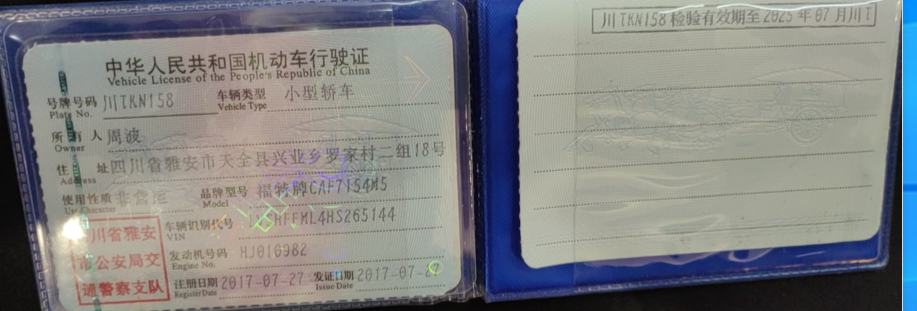 中华人民共和国机动车行驶证
Vehicle License of the People's Republic of China
号牌号码 川TKN158 车辆类型 小型轿车
Plate No. Vehicle Type
所有人 周波
Owner
住址 四川省雅安市天全县兴业乡罗家村二组18号
Address
使用性质 非营运 品牌型号 福特牌CAF7154M5
Use Character Model
车辆识别代号
VIN
发动机号码 HJ016982
Engine No.
注册日期 2017-07-27 发证日期 2017-07-27
Register Date Issue Date
四川省雅安
市公安局交
通警察支队
川TKN158 检验有效期至2025年07月川T